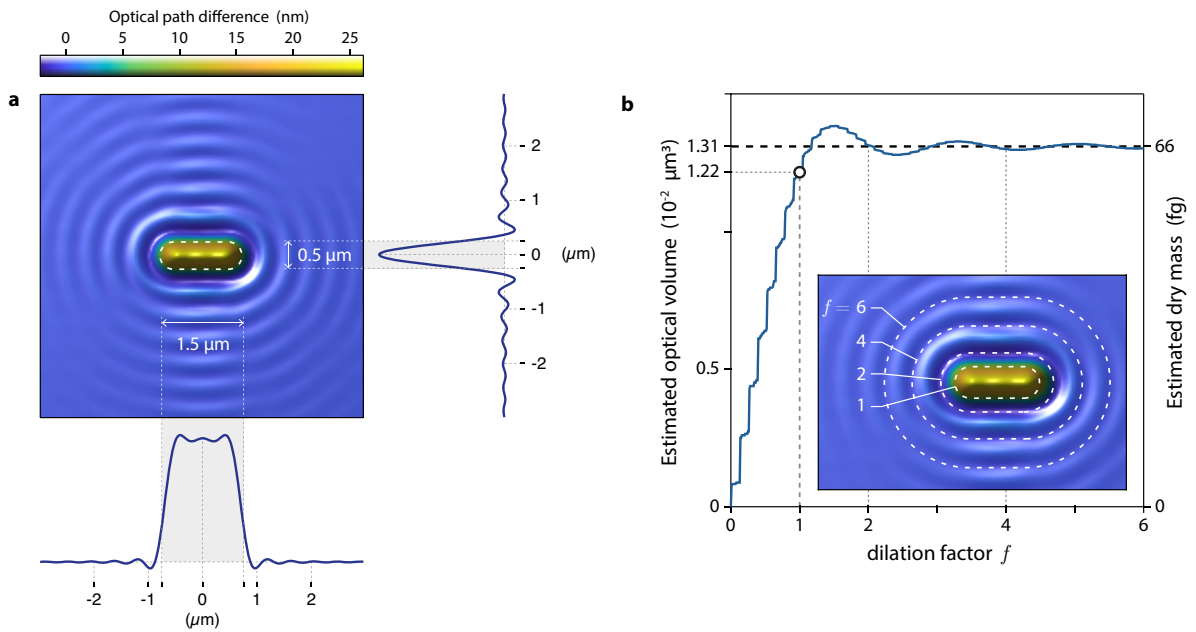 Optical path difference (nm)
0 5 10 15 20 25
a
2
1
0
-1
-2
(µm)
0.5 µm
1.5 µm
-2 -1 0 1 2
(µm)
b
Estimated optical volume (10⁻² µm³)
1.31
1.22
0.5
0
66
0
Estimated dry mass (fg)
f = 6
4
2
1
0 1 2 4 6
dilation factor f